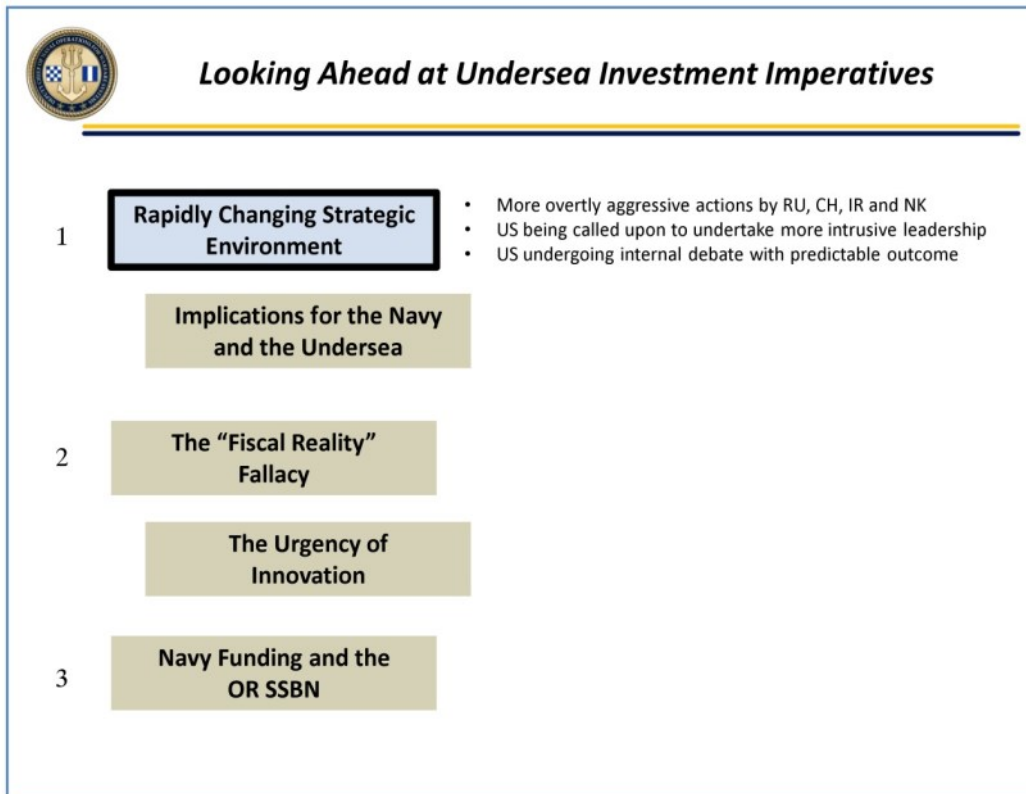 Looking Ahead at Undersea Investment Imperatives
1
Rapidly Changing Strategic
Environment
• More overtly aggressive actions by RU, CH, IR and NK
• US being called upon to undertake more intrusive leadership
• US undergoing internal debate with predictable outcome
Implications for the Navy
and the Undersea
2
The “Fiscal Reality”
Fallacy
The Urgency of
Innovation
3
Navy Funding and the
OR SSBN